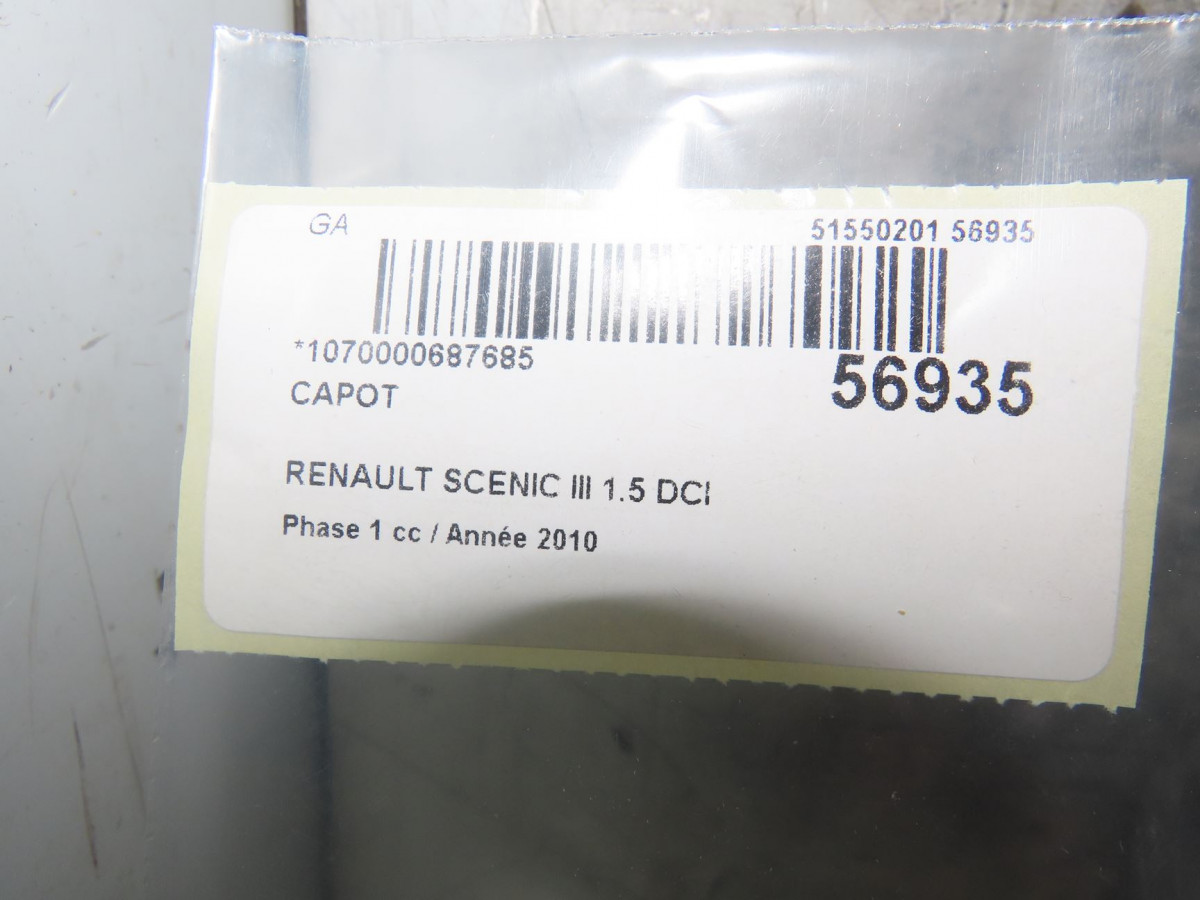 GA 51550201 56935
*1070000687685
56935
CAPOT
RENAULT SCENIC III 1.5 DCI
Phase 1 cc / Année 2010